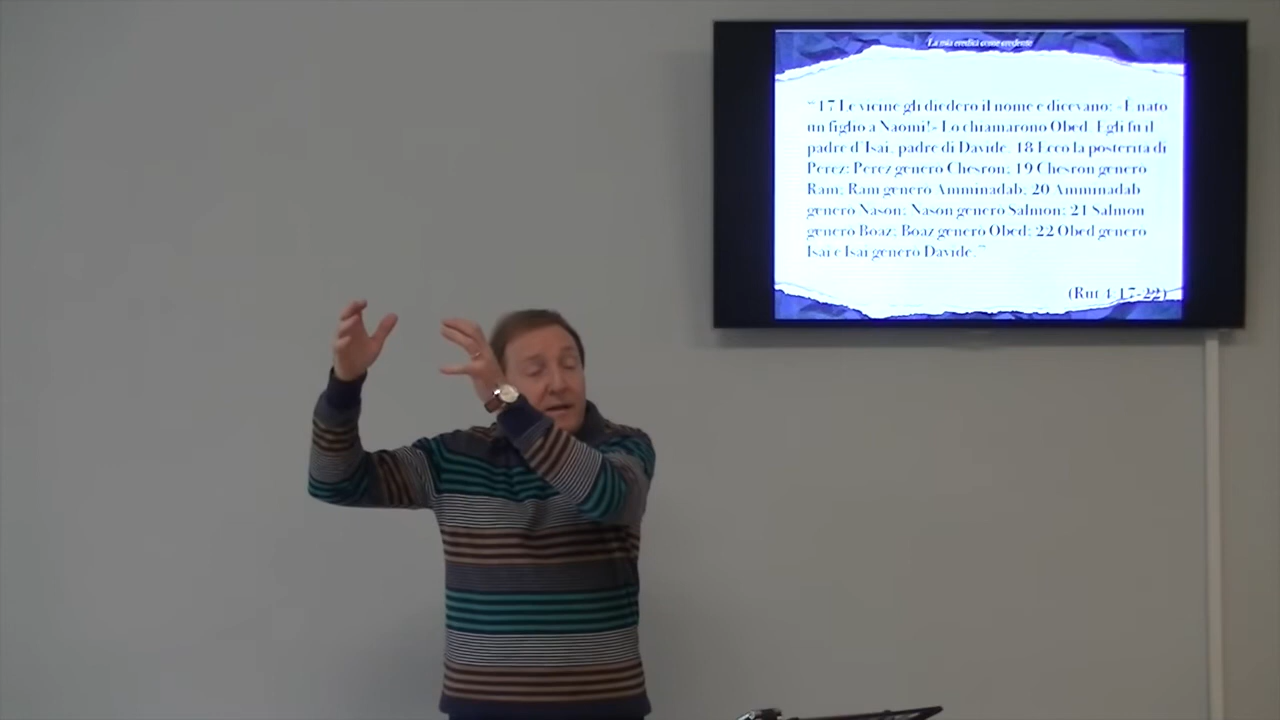 La mia eredità come credente
“17 Le vicine gli diedero il nome e dicevano: «È nato
un figlio a Naomi!» Lo chiamarono Obed. Egli fu il
padre d'Isai, padre di Davide. 18 Ecco la posterità di
Perez: Perez generò Chesron; 19 Chesron generò
Ram; Ram generò Amminadab; 20 Amminadab
generò Nason; Nason generò Salmon; 21 Salmon
generò Boaz; Boaz generò Obed; 22 Obed generò
Isai e Isai generò Davide.”
(Rut 4:17-22)